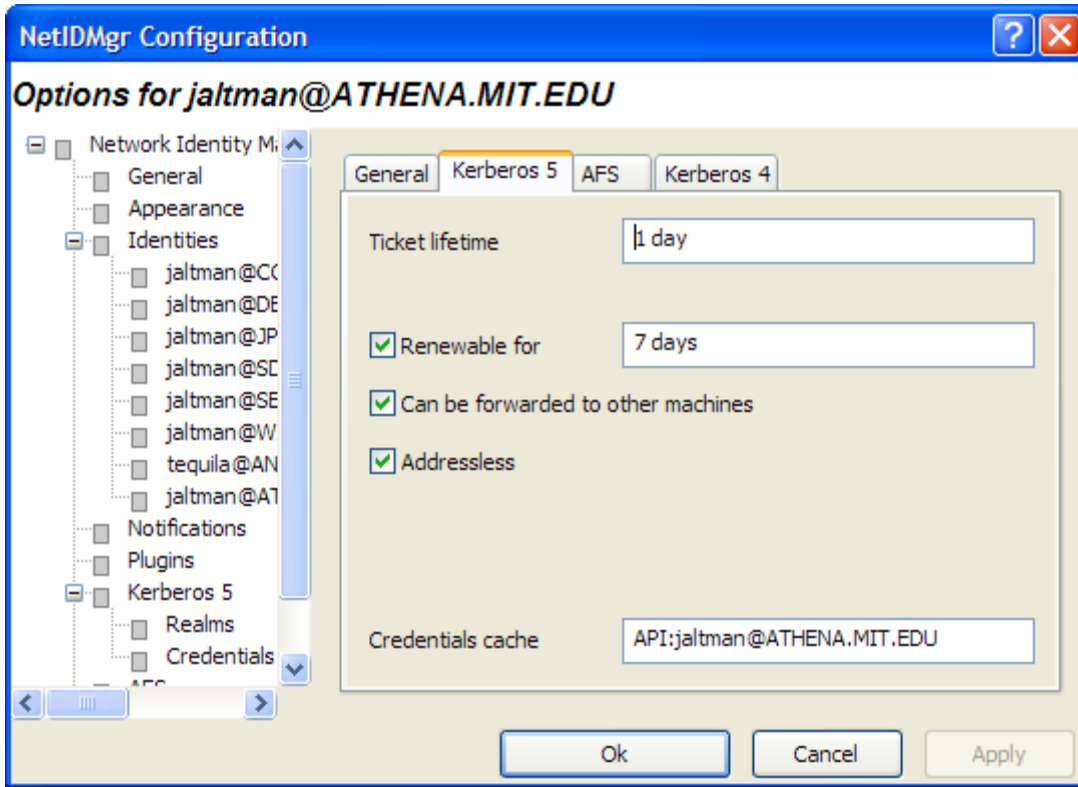 NetIDMgr Configuration
Options for jaltman@ATHENA.MIT.EDU
Network Identity Ma
General
Appearance
Identities
jaltman@CO
jaltman@DE
jaltman@JP
jaltman@SD
jaltman@SE
jaltman@W
tequila@AN
jaltman@AT
Notifications
Plugins
Kerberos 5
Realms
Credentials
AFS
General
Kerberos 5
AFS
Kerberos 4
Ticket lifetime
1 day
Renewable for
7 days
Can be forwarded to other machines
Addressless
Credentials cache
API:jaltman@ATHENA.MIT.EDU
Ok
Cancel
Apply